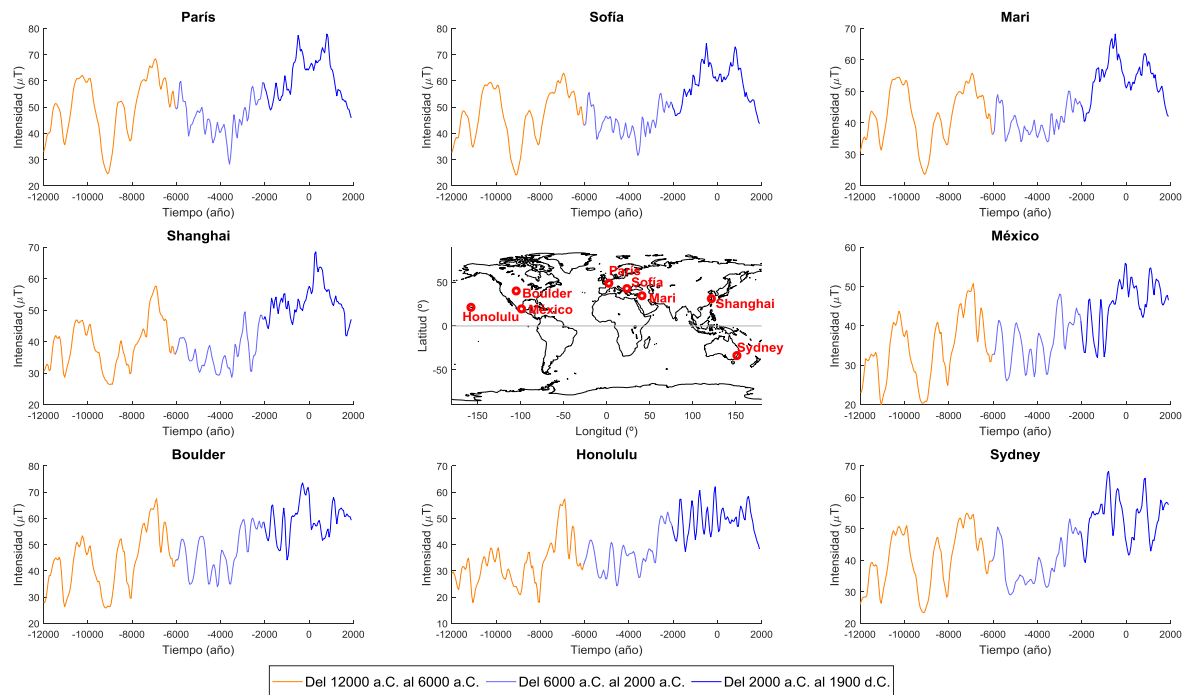 París
Sofía
Mari
Intensidad (μT)
80
70
60
50
40
30
20
-12000 -10000 -8000 -6000 -4000 -2000 0 2000
Tiempo (año)
Intensidad (μT)
80
70
60
50
40
30
20
-12000 -10000 -8000 -6000 -4000 -2000 0 2000
Tiempo (año)
Intensidad (μT)
70
60
50
40
30
20
-12000 -10000 -8000 -6000 -4000 -2000 0 2000
Tiempo (año)
Shanghai
Intensidad (μT)
70
60
50
40
30
20
-12000 -10000 -8000 -6000 -4000 -2000 0 2000
Tiempo (año)
Latitud (º)
50
0
-50
París
Sofía
Boulder
Mari
Shanghai
México
Honolulu
Sydney
-150 -100 -50 0 50 100 150
Longitud (º)
México
Intensidad (μT)
60
50
40
30
20
-12000 -10000 -8000 -6000 -4000 -2000 0 2000
Tiempo (año)
Boulder
Intensidad (μT)
80
70
60
50
40
30
20
-12000 -10000 -8000 -6000 -4000 -2000 0 2000
Tiempo (año)
Honolulu
Intensidad (μT)
70
60
50
40
30
20
10
-12000 -10000 -8000 -6000 -4000 -2000 0 2000
Tiempo (año)
Sydney
Intensidad (μT)
70
60
50
40
30
20
-12000 -10000 -8000 -6000 -4000 -2000 0 2000
Tiempo (año)
Del 12000 a.C. al 6000 a.C. Del 6000 a.C. al 2000 a.C. Del 2000 a.C. al 1900 d.C.